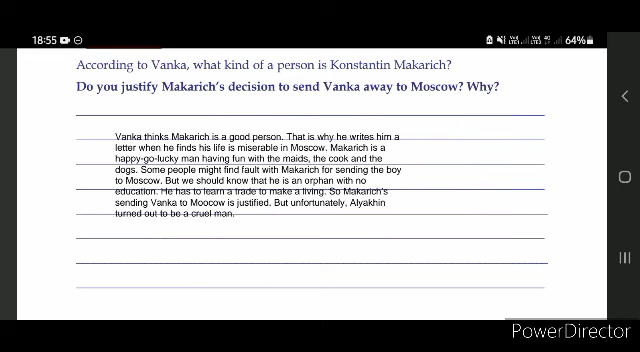 18:55
64%
According to Vanka, what kind of a person is Konstantin Makarich?
Do you justify Makarich's decision to send Vanka away to Moscow? Why?
Vanka thinks Makarich is a good person. That is why he writes him a
letter when he finds his life is miserable in Moscow. Makarich is a
happy-go-lucky man having fun with the maids, the cook and the
dogs. Some people might find fault with Makarich for sending the boy
to Moscow. But we should know that he is an orphan with no
education. He has to learn a trade to make a living. So Makarich's
sending Vanka to Moocow is justified. But unfortunately, Alyakhin
turned out to be a cruel man.
PowerDirector